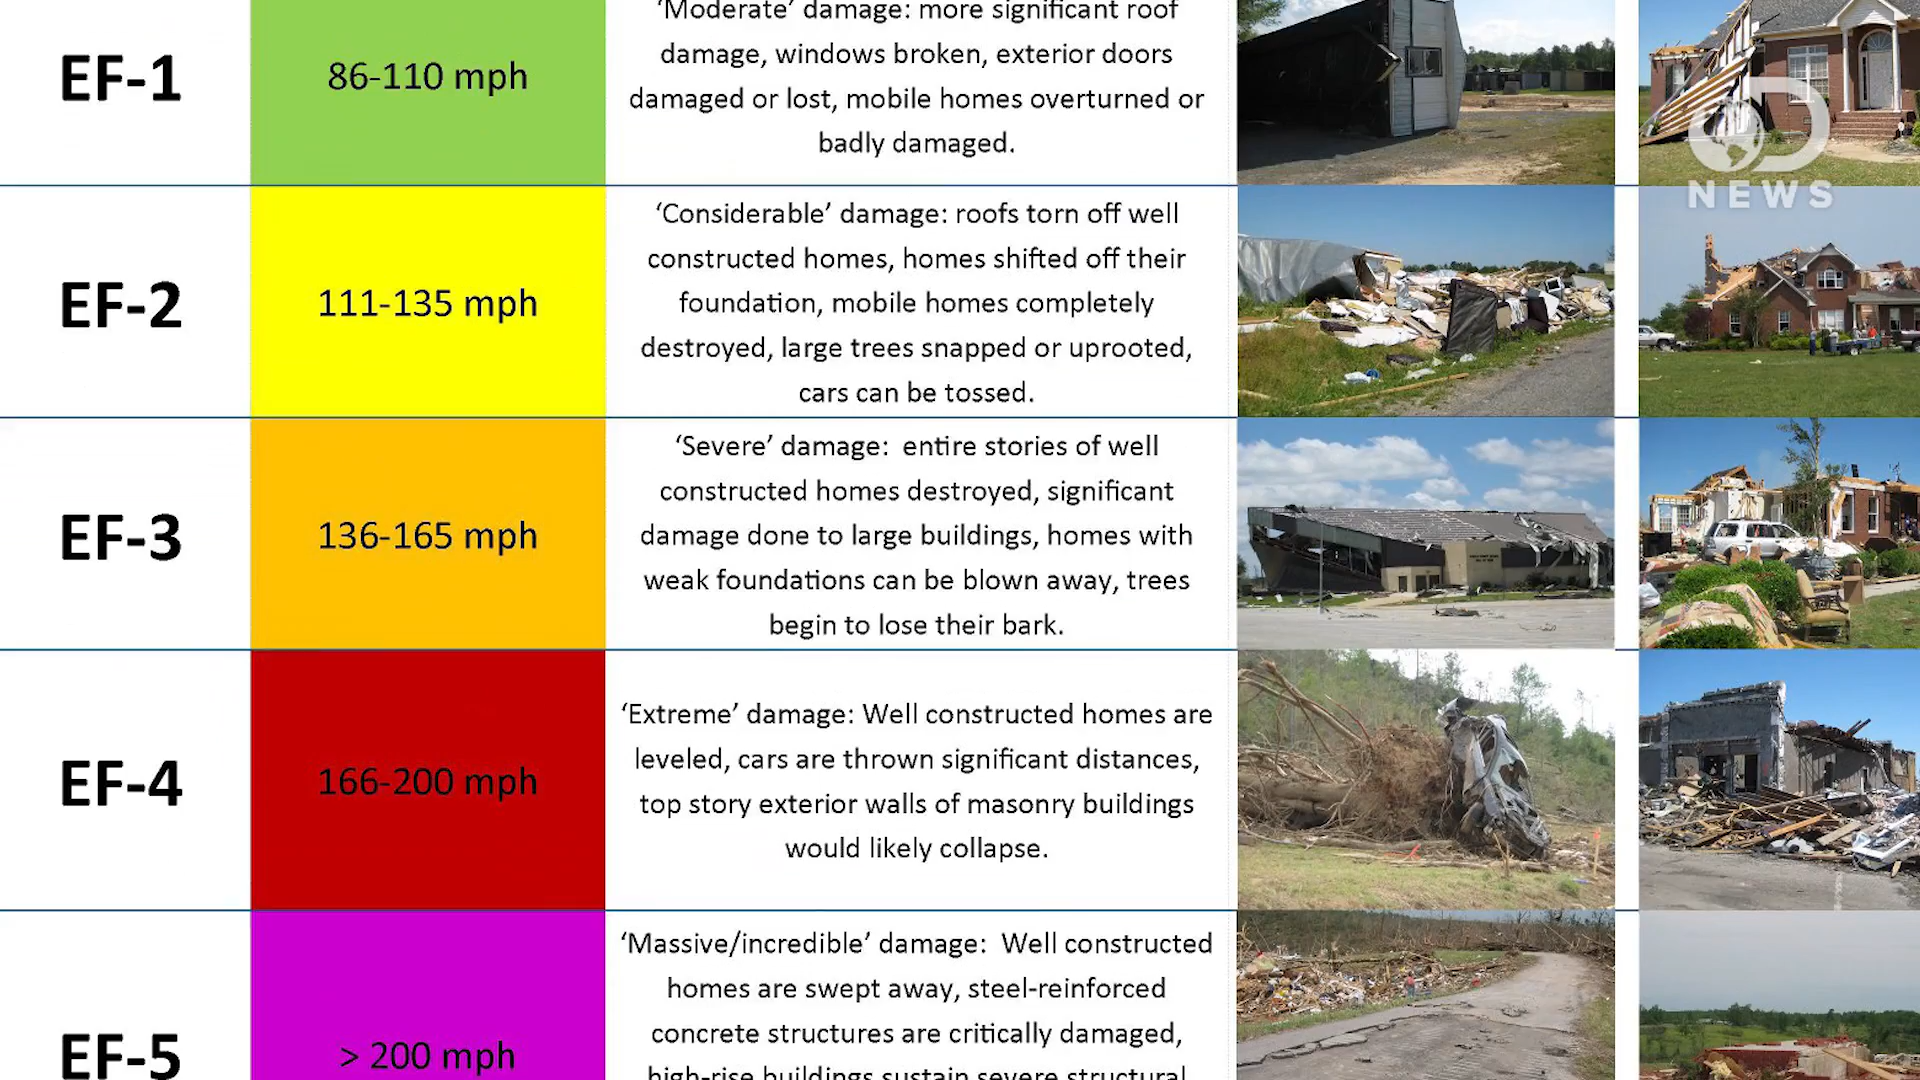 EF-1
86-110 mph
‘Moderate’ damage: more significant roof
damage, windows broken, exterior doors
damaged or lost, mobile homes overturned or
badly damaged.
D
NEWS
EF-2
111-135 mph
‘Considerable’ damage: roofs torn off well
constructed homes, homes shifted off their
foundation, mobile homes completely
destroyed, large trees snapped or uprooted,
cars can be tossed.
EF-3
136-165 mph
‘Severe’ damage:  entire stories of well
constructed homes destroyed, significant
damage done to large buildings, homes with
weak foundations can be blown away, trees
begin to lose their bark.
EF-4
166-200 mph
‘Extreme’ damage: Well constructed homes are
leveled, cars are thrown significant distances,
top story exterior walls of masonry buildings
would likely collapse.
EF-5
> 200 mph
‘Massive/incredible’ damage:  Well constructed
homes are swept away, steel-reinforced
concrete structures are critically damaged,
high-rise buildings sustain severe structural